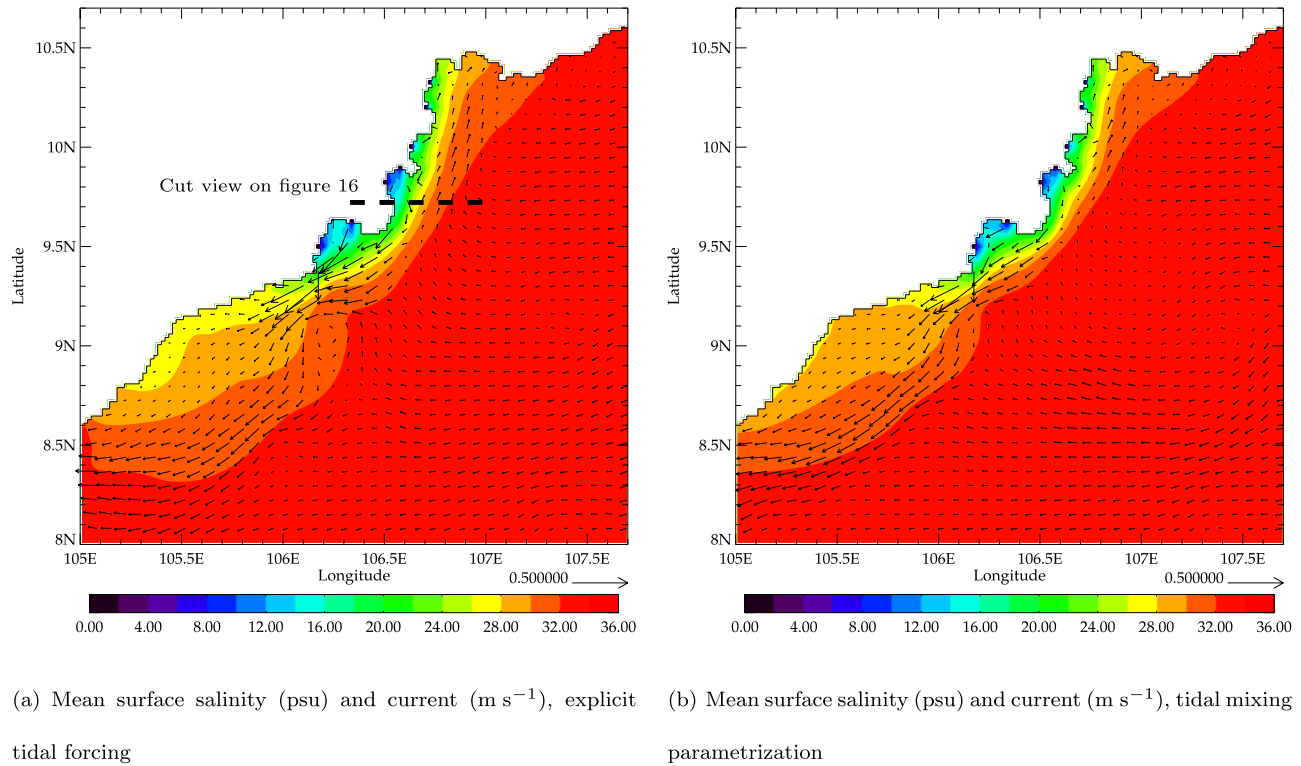 10.5N
10N
9.5N
9N
8.5N
8N
Latitude
Cut view on figure 16
105E 105.5E 106E 106.5E 107E 107.5E
Longitude
0.500000
0.00 4.00 8.00 12.00 16.00 20.00 24.00 28.00 32.00 36.00
(a) Mean surface salinity (psu) and current (m s⁻¹), explicit
tidal forcing
10.5N
10N
9.5N
9N
8.5N
8N
Latitude
105E 105.5E 106E 106.5E 107E 107.5E
Longitude
0.500000
0.00 4.00 8.00 12.00 16.00 20.00 24.00 28.00 32.00 36.00
(b) Mean surface salinity (psu) and current (m s⁻¹), tidal mixing
parametrization